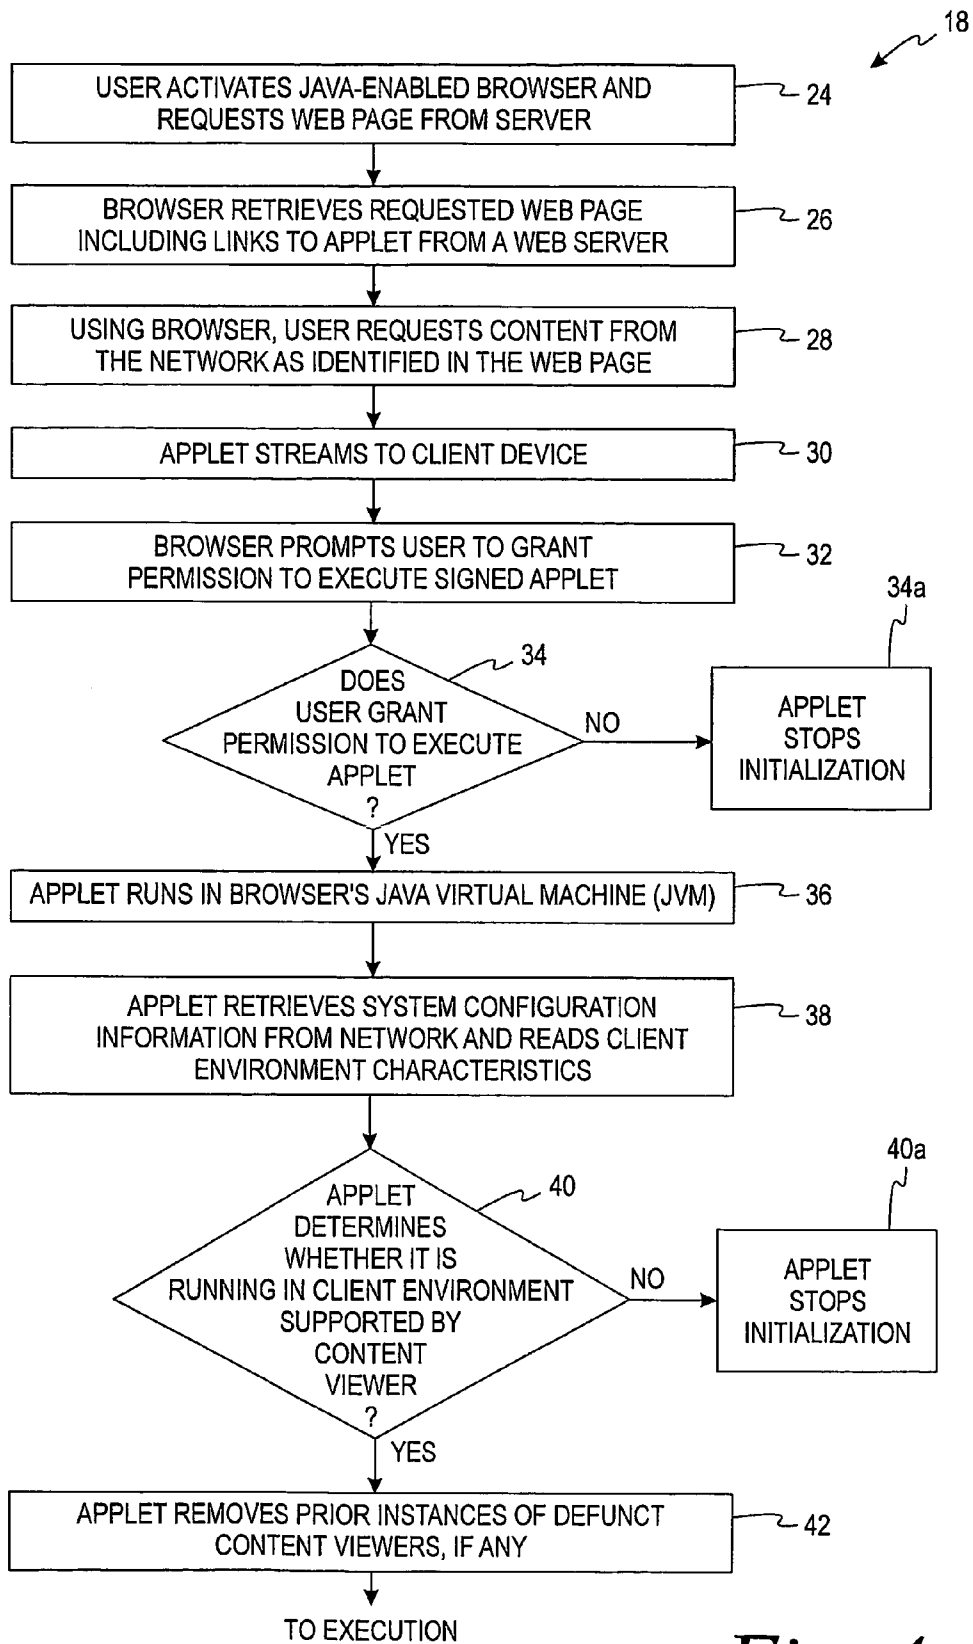 18
USER ACTIVATES JAVA-ENABLED BROWSER AND
REQUESTS WEB PAGE FROM SERVER
24
BROWSER RETRIEVES REQUESTED WEB PAGE
INCLUDING LINKS TO APPLET FROM A WEB SERVER
26
USING BROWSER, USER REQUESTS CONTENT FROM
THE NETWORK AS IDENTIFIED IN THE WEB PAGE
28
APPLET STREAMS TO CLIENT DEVICE
30
BROWSER PROMPTS USER TO GRANT
PERMISSION TO EXECUTE SIGNED APPLET
32
34
DOES
USER GRANT
PERMISSION TO EXECUTE
APPLET
?
NO
34a
APPLET
STOPS
INITIALIZATION
YES
APPLET RUNS IN BROWSER'S JAVA VIRTUAL MACHINE (JVM)
36
APPLET RETRIEVES SYSTEM CONFIGURATION
INFORMATION FROM NETWORK AND READS CLIENT
ENVIRONMENT CHARACTERISTICS
38
40
APPLET
DETERMINES
WHETHER IT IS
RUNNING IN CLIENT ENVIRONMENT
SUPPORTED BY
CONTENT
VIEWER
?
NO
40a
APPLET
STOPS
INITIALIZATION
YES
APPLET REMOVES PRIOR INSTANCES OF DEFUNCT
CONTENT VIEWERS, IF ANY
42
TO EXECUTION